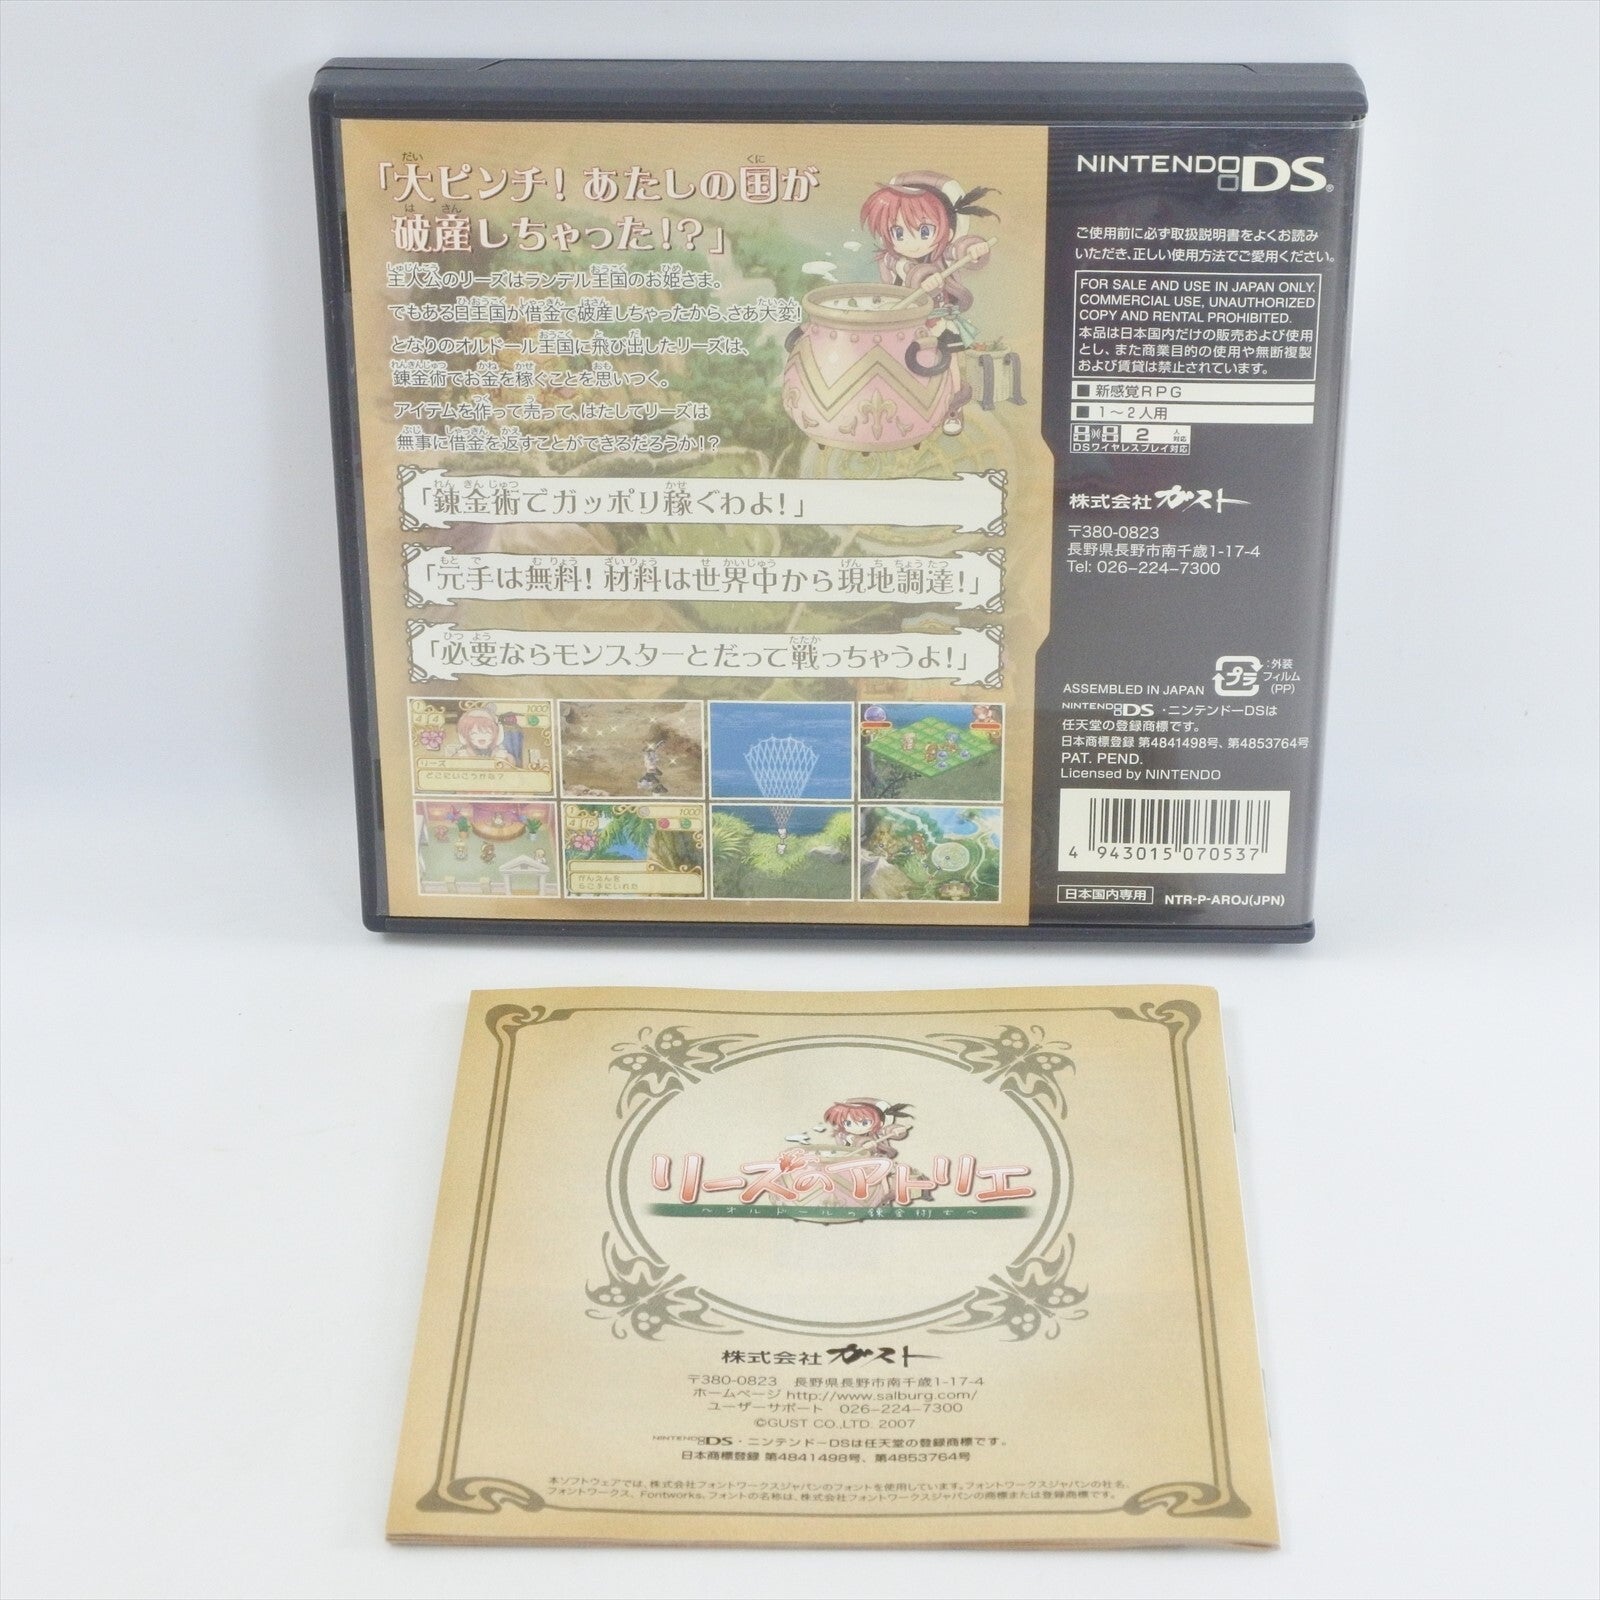 「大ピンチ！あたしの国が
破産しちゃった！？」
主人公のリーズはランデル王国のお姫さま。
でもある日王国が借金で破産しちゃったから、さあ大変！
となりのオルドール王国に飛び出したリーズは、
錬金術でお金を稼ぐことを思いつく。
アイテムを作って売って、はたしてリーズは
無事に借金を返すことができるだろうか！？
「錬金術でガッポリ稼ぐわよ！」
「元手は無料！材料は世界中から現地調達！」
「必要ならモンスターとだって戦っちゃうよ！」
1000
リーズ
どこにいこうかな？
1000
がんえんを
5こ手にいれた
NINTENDO DS
ご使用前に必ず取扱説明書をよくお読み
いただき、正しい使用方法でご愛用ください。
FOR SALE AND USE IN JAPAN ONLY.
COMMERCIAL USE, UNAUTHORIZED
COPY AND RENTAL PROHIBITED.
本品は日本国内だけの販売および使用
とし、また商業目的の使用や無断複製
および賃貸は禁止されています。
■ 新感覚RPG
■ 1～2人用
2人対応
DSワイヤレスプレイ対応
株式会社ガスト
〒380-0823
長野県長野市南千歳1-17-4
Tel: 026-224-7300
ASSEMBLED IN JAPAN
プラ
:外装
フィルム
(PP)
NINTENDO DS・ニンテンドーDSは
任天堂の登録商標です。
日本商標登録 第4841498号、第4853764号
PAT. PEND.
Licensed by NINTENDO
4 943015 070537
日本国内専用
NTR-P-AROJ(JPN)
リーズのアトリエ
～オルドールの錬金術士～
株式会社ガスト
〒380-0823 長野県長野市南千歳1-17-4
ホームページ http://www.salburg.com/
ユーザーサポート 026-224-7300
©GUST CO.,LTD. 2007
NINTENDO DS・ニンテンドーDSは任天堂の登録商標です。
日本商標登録 第4841498号、第4853764号
本ソフトウェアでは、株式会社フォントワークスジャパンのフォントを使用しています。フォントワークスジャパンの社名、
フォントワークス、Fontworks、フォントの名称は、株式会社フォントワークスジャパンの商標または登録商標です。